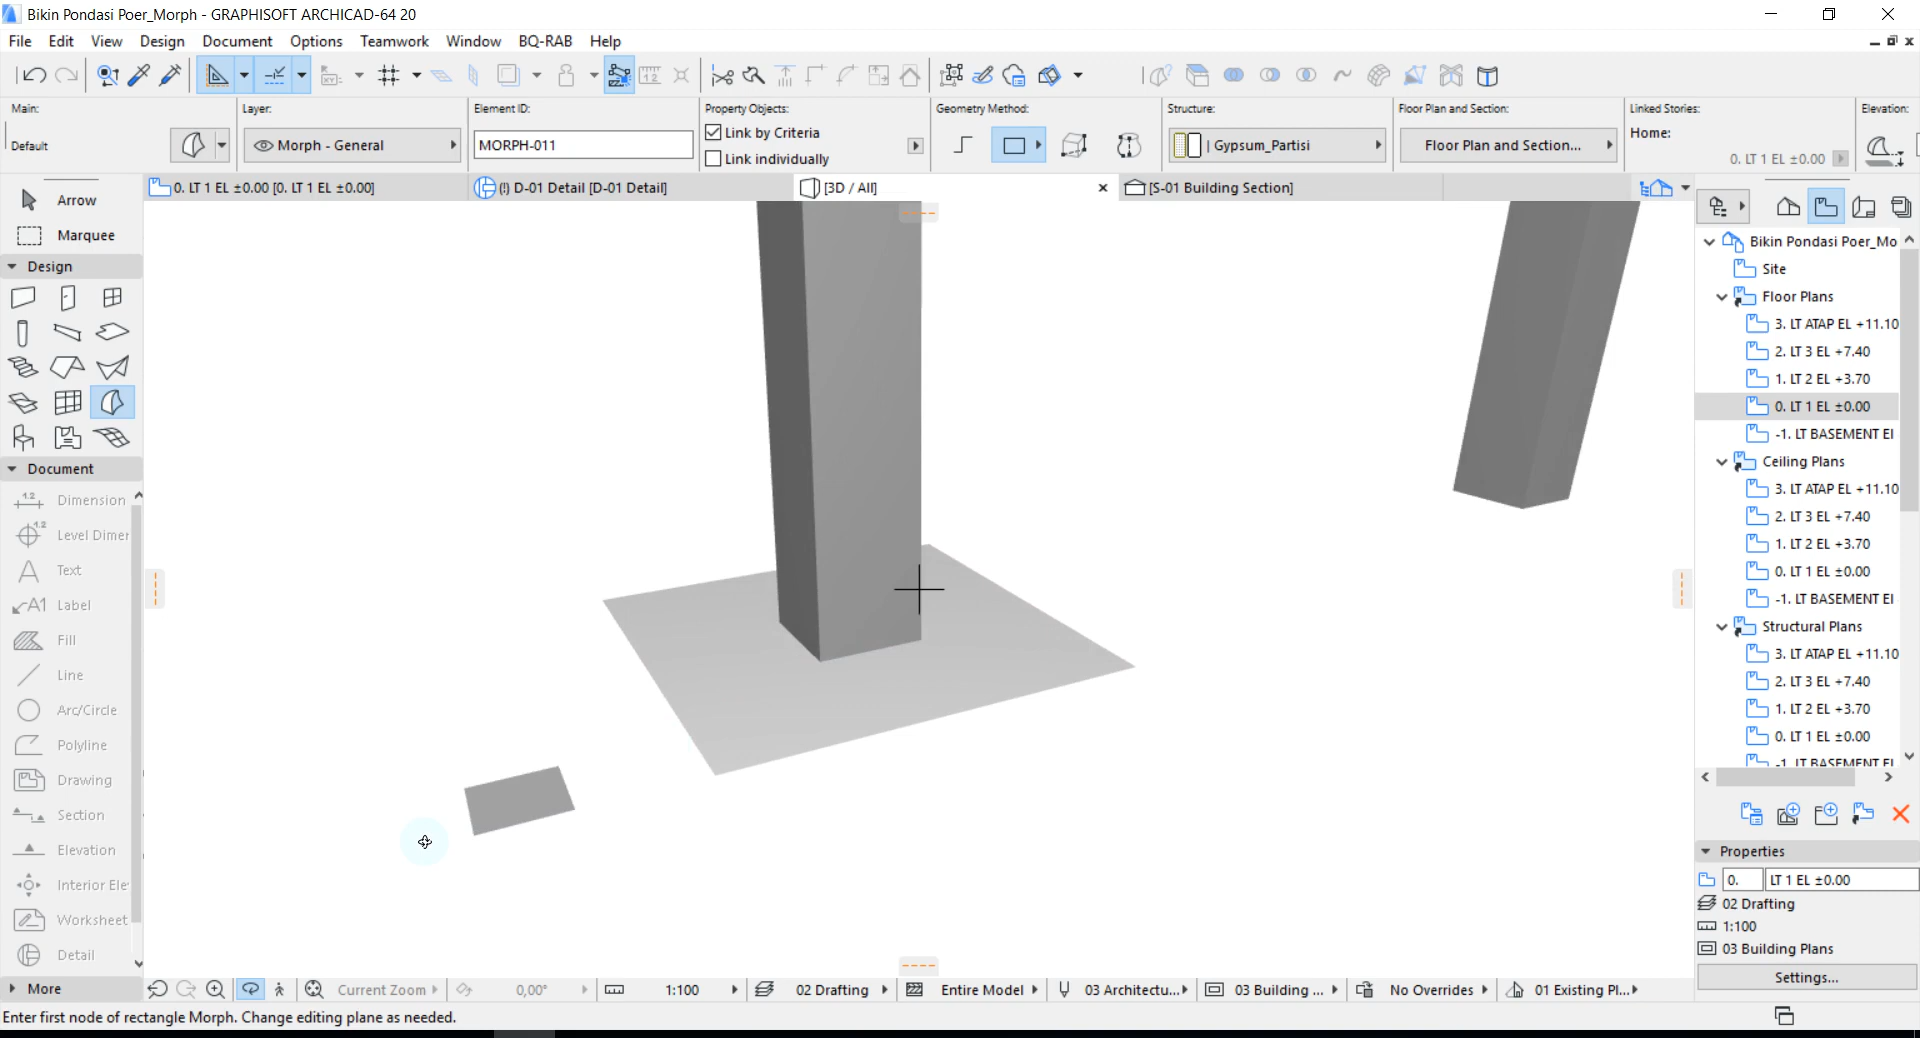 Bikin Pondasi Poer_Morph - GRAPHISOFT ARCHICAD-64 20
File Edit View Design Document Options Teamwork Window BQ-RAB Help
Main: Layer: Element ID: Property Objects: Geometry Method: Structure: Floor Plan and Section: Linked Stories: Elevation:
Link by Criteria Home:
Default Morph - General MORPH-011 | Gypsum_Partisi Floor Plan and Section...
Link individually 0. LT 1 EL ±0.00
0. LT 1 EL ±0.00 [0. LT 1 EL ±0.00] (!) D-01 Detail [D-01 Detail] [3D / All] [S-01 Building Section]
Arrow
Marquee
Design
Document
1.2 Dimension
1.2 Level Dimer
Text
A1 Label
Fill
Line
Arc/Circle
Polyline
Drawing
Section
Elevation
Interior Ele
Worksheet
Detail
More
Bikin Pondasi Poer_Mo
Site
Floor Plans
3. LT ATAP EL +11.10
2. LT 3 EL +7.40
1. LT 2 EL +3.70
0. LT 1 EL ±0.00
-1. LT BASEMENT El
Ceiling Plans
3. LT ATAP EL +11.10
2. LT 3 EL +7.40
1. LT 2 EL +3.70
0. LT 1 EL ±0.00
-1. LT BASEMENT El
Structural Plans
3. LT ATAP EL +11.10
2. LT 3 EL +7.40
1. LT 2 EL +3.70
0. LT 1 EL ±0.00
-1. LT BASEMENT El
Properties
0. LT 1 EL ±0.00
02 Drafting
1:100
03 Building Plans
Settings...
Current Zoom 0,00° 1:100 02 Drafting Entire Model 03 Architectu... 03 Building ... No Overrides 01 Existing Pl...
Enter first node of rectangle Morph. Change editing plane as needed.